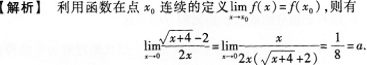 【解析】 利用函数在点 x₀ 连续的定义 lim_{x→x₀} f(x)=f(x₀), 则有
lim_{x→0} (√(x+4)-2)/(2x) = lim_{x→0} x/(2x(√(x+4)+2)) = 1/8 = a.